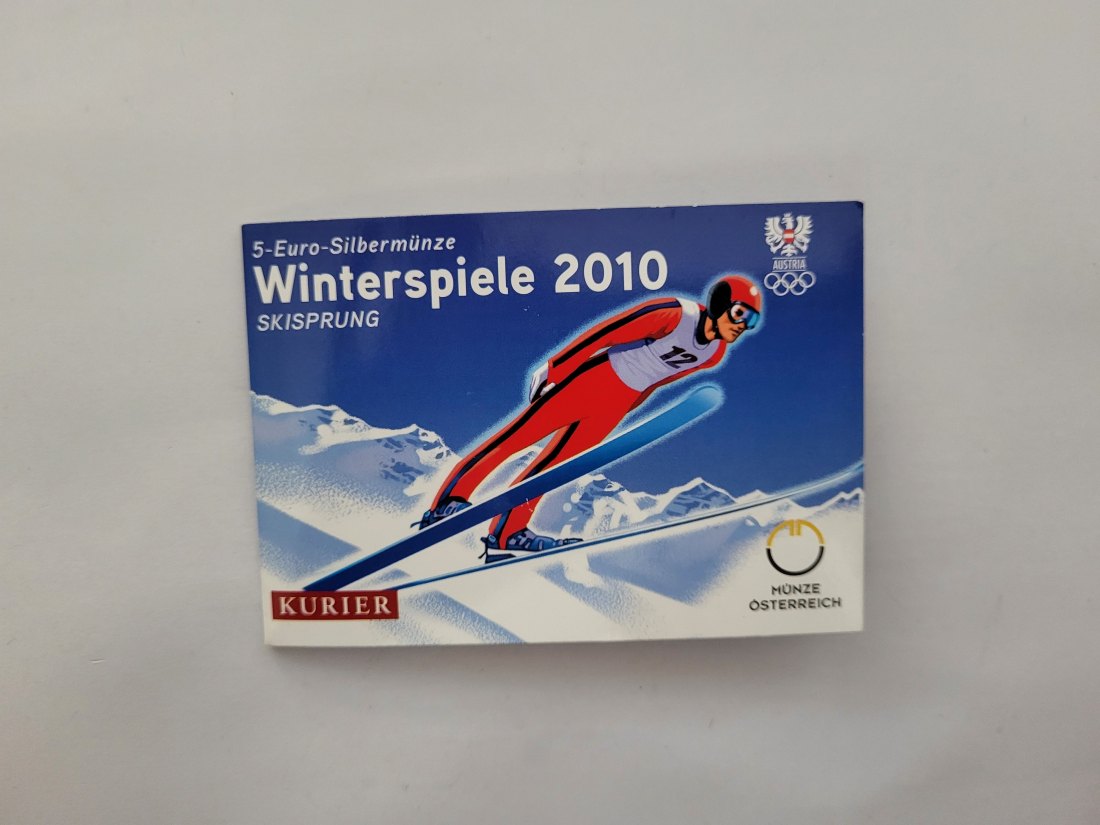 5-Euro-Silbermünze
Winterspiele 2010
SKISPRUNG
AUSTRIA
12
KURIER
MÜNZE
ÖSTERREICH